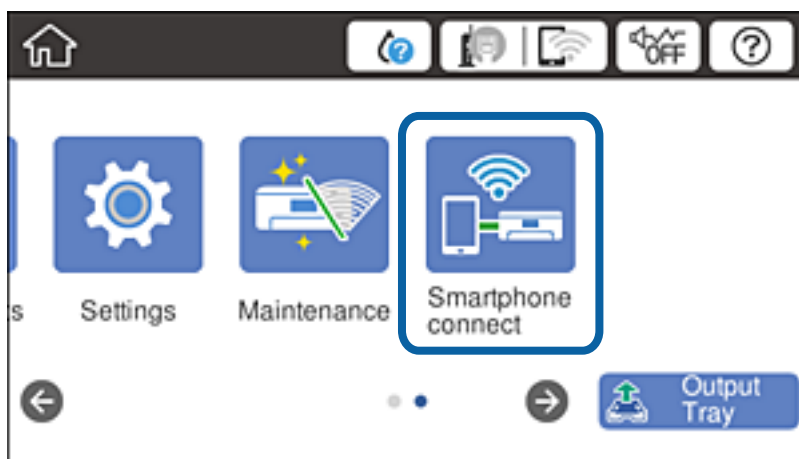 ?
OFF
?
s
Settings
Maintenance
Smartphone
connect
Output
Tray